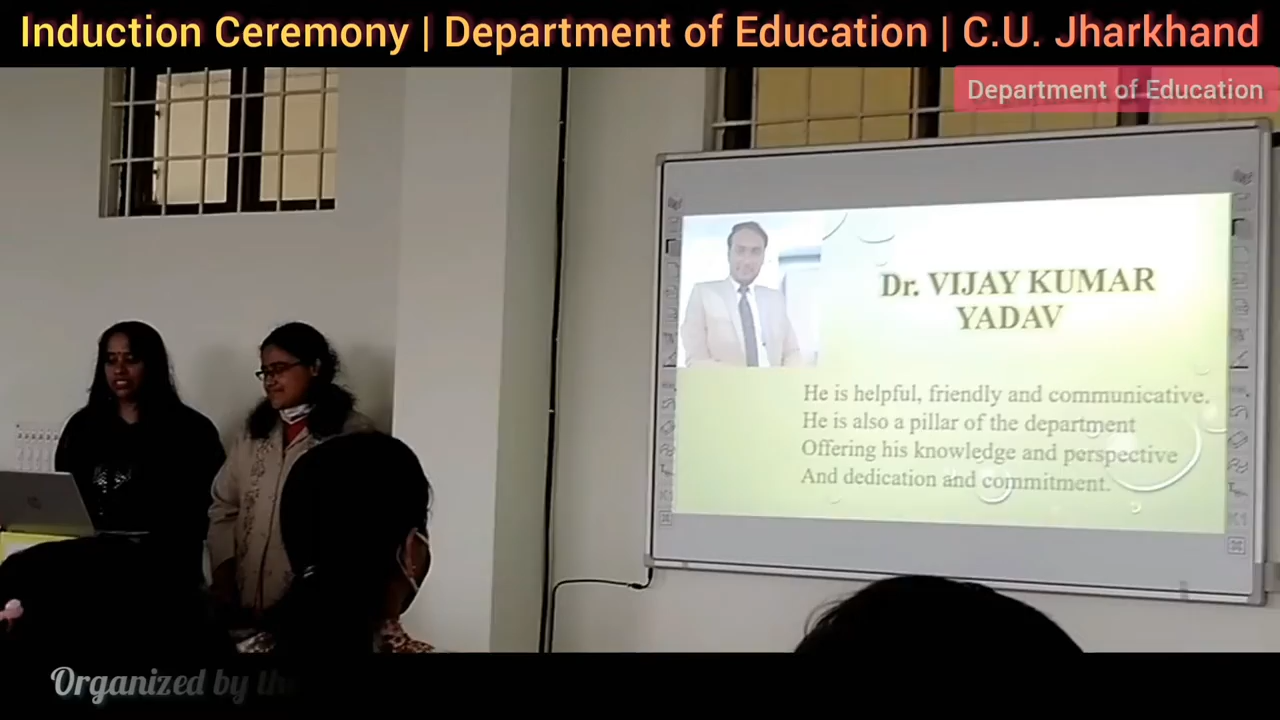 Induction Ceremony | Department of Education | C.U. Jharkhand
Department of Education
Dr. VIJAY KUMAR
YADAV
He is helpful, friendly and communicative.
He is also a pillar of the department
Offering his knowledge and perspective
And dedication and commitment.
Organized by the